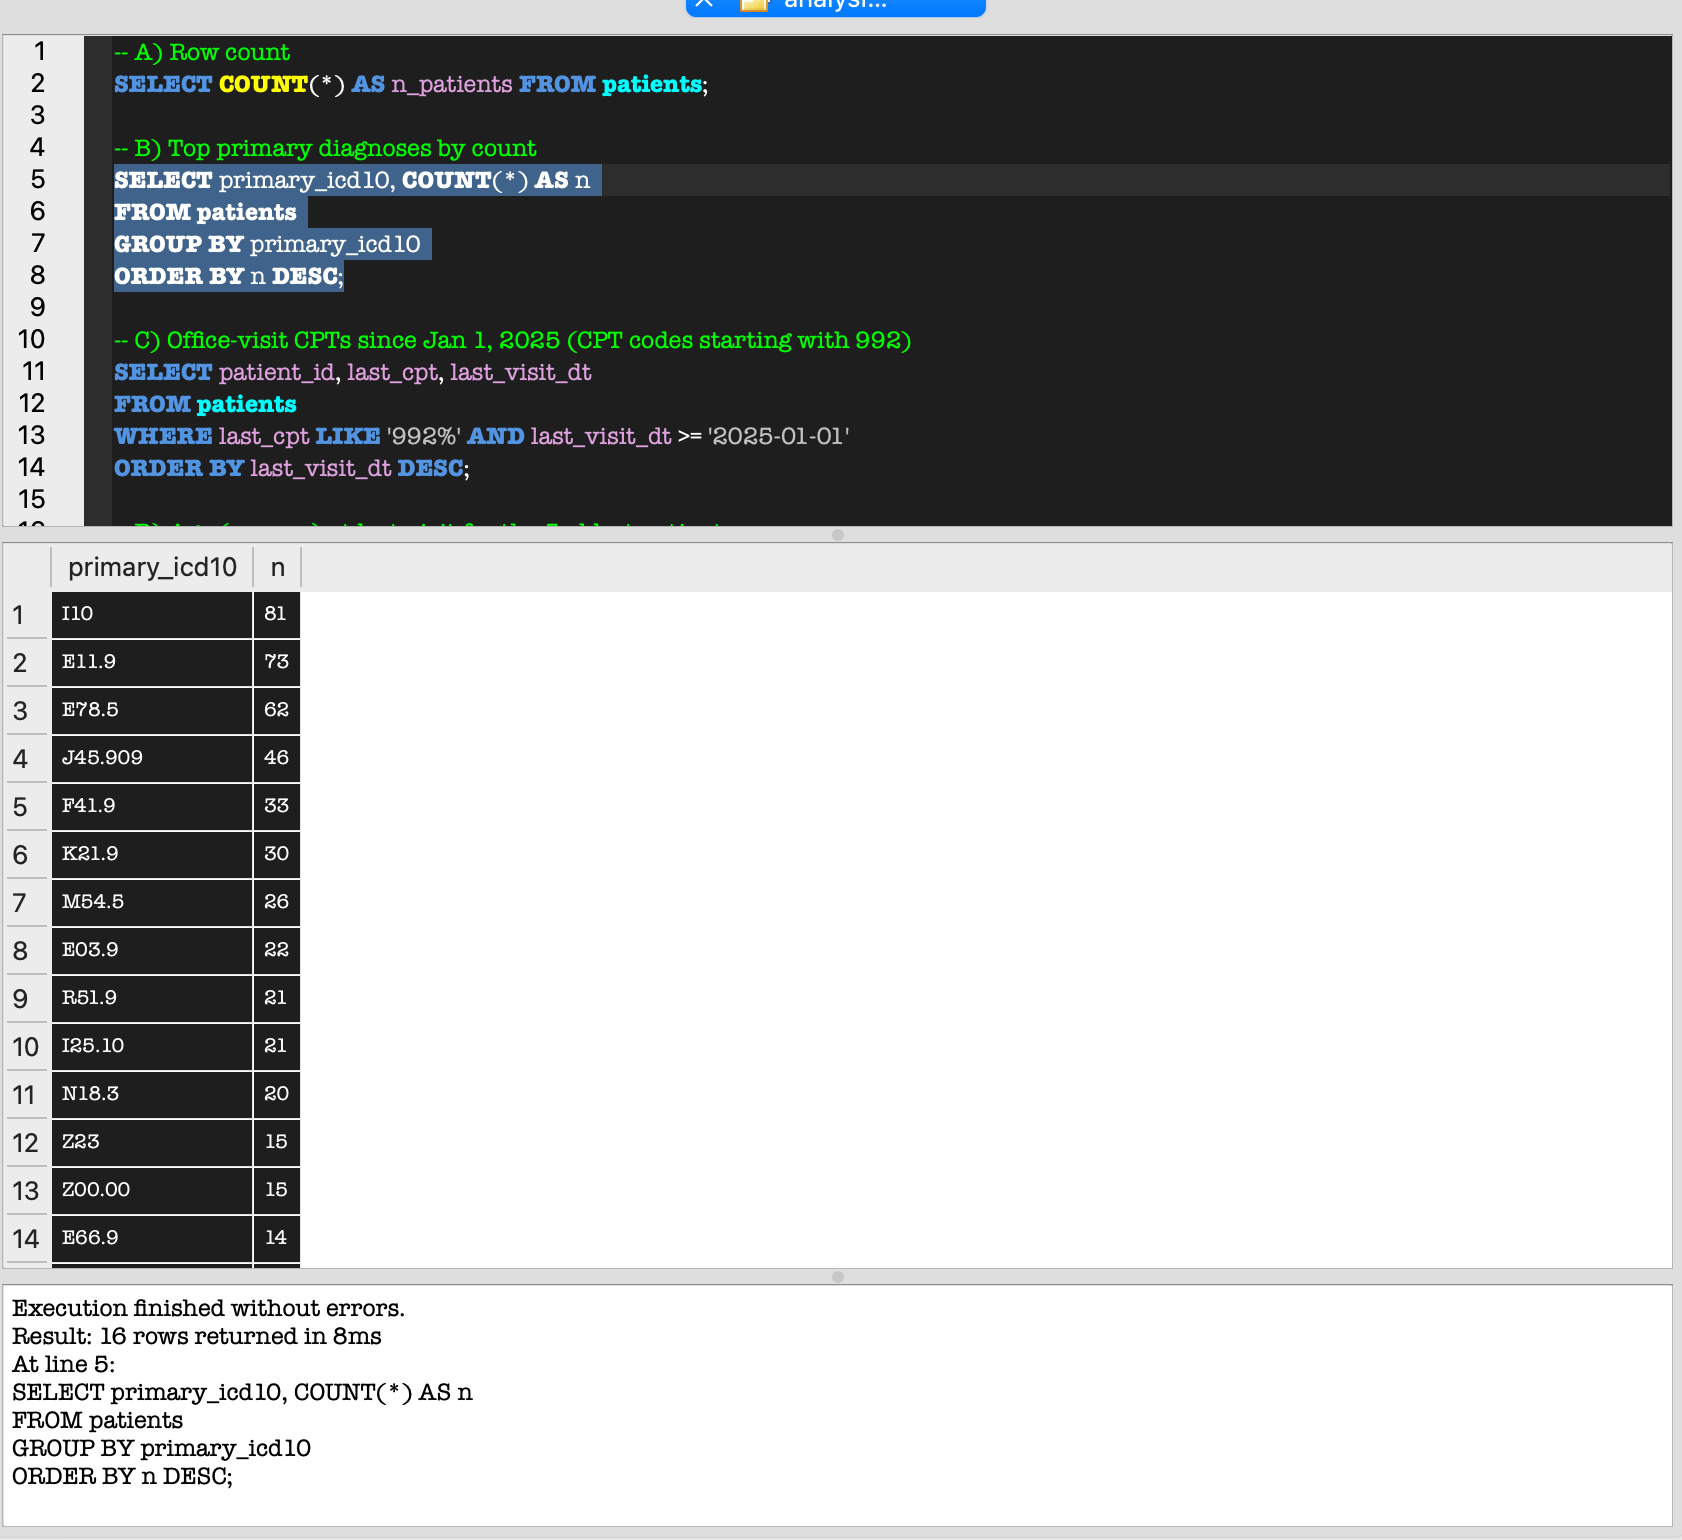 analysi...
1 -- A) Row count
2 SELECT COUNT(*) AS n_patients FROM patients;
3
4 -- B) Top primary diagnoses by count
5 SELECT primary_icd10, COUNT(*) AS n
6 FROM patients
7 GROUP BY primary_icd10
8 ORDER BY n DESC;
9
10 -- C) Office-visit CPTs since Jan 1, 2025 (CPT codes starting with 992)
11 SELECT patient_id, last_cpt, last_visit_dt
12 FROM patients
13 WHERE last_cpt LIKE '992%' AND last_visit_dt >= '2025-01-01'
14 ORDER BY last_visit_dt DESC;
15
primary_icd10 n
1 I10 81
2 E11.9 73
3 E78.5 62
4 J45.909 46
5 F41.9 33
6 K21.9 30
7 M54.5 26
8 E03.9 22
9 R51.9 21
10 I25.10 21
11 N18.3 20
12 Z23 15
13 Z00.00 15
14 E66.9 14
Execution finished without errors.
Result: 16 rows returned in 8ms
At line 5:
SELECT primary_icd10, COUNT(*) AS n
FROM patients
GROUP BY primary_icd10
ORDER BY n DESC;